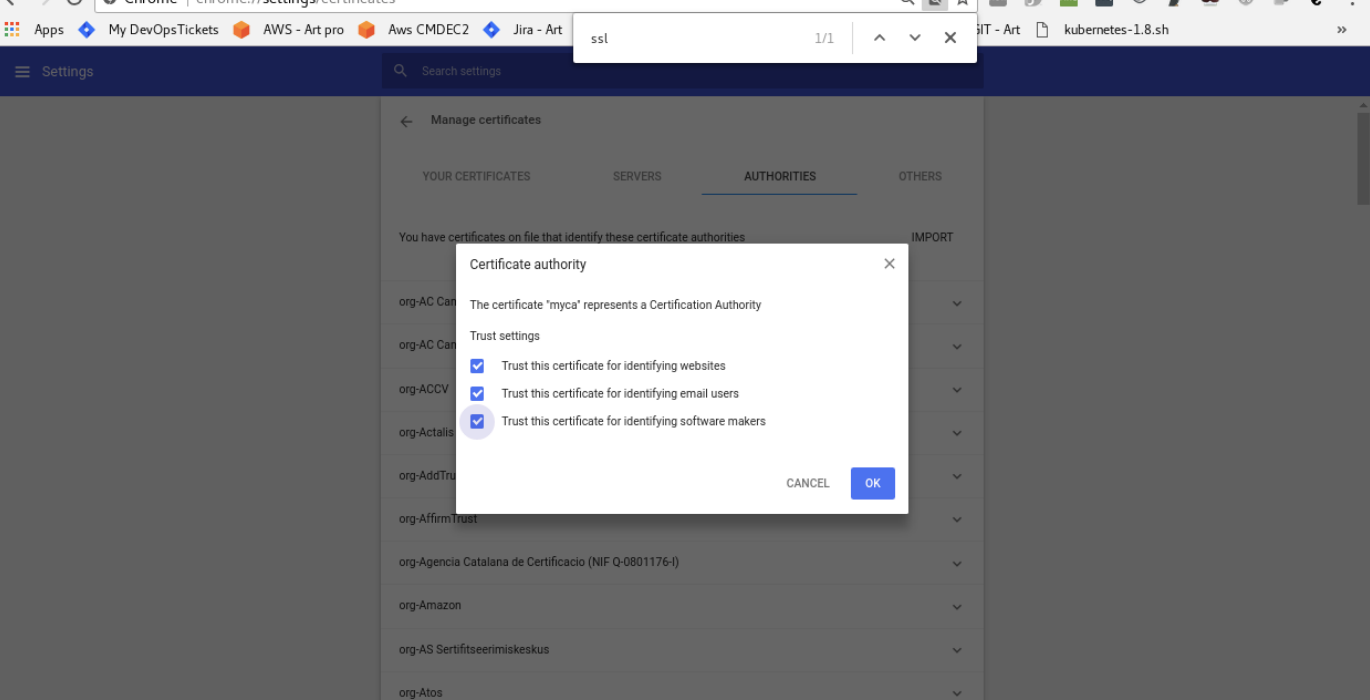 Chrome | chrome://settings/certificates
Apps My DevOpsTickets AWS - Art pro Aws CMDEC2 Jira - Art GIT - Art kubernetes-1.8.sh »
ssl 1/1
Settings Search settings
Manage certificates
YOUR CERTIFICATES SERVERS AUTHORITIES OTHERS
You have certificates on file that identify these certificate authorities IMPORT
Certificate authority
The certificate "myca" represents a Certification Authority
Trust settings
Trust this certificate for identifying websites
Trust this certificate for identifying email users
Trust this certificate for identifying software makers
CANCEL OK
org-AC Can
org-AC Can
org-ACCV
org-Actalis
org-AddTru
org-AffirmTrust
org-Agencia Catalana de Certificacio (NIF Q-0801176-I)
org-Amazon
org-AS Sertifitseerimiskeskus
org-Atos